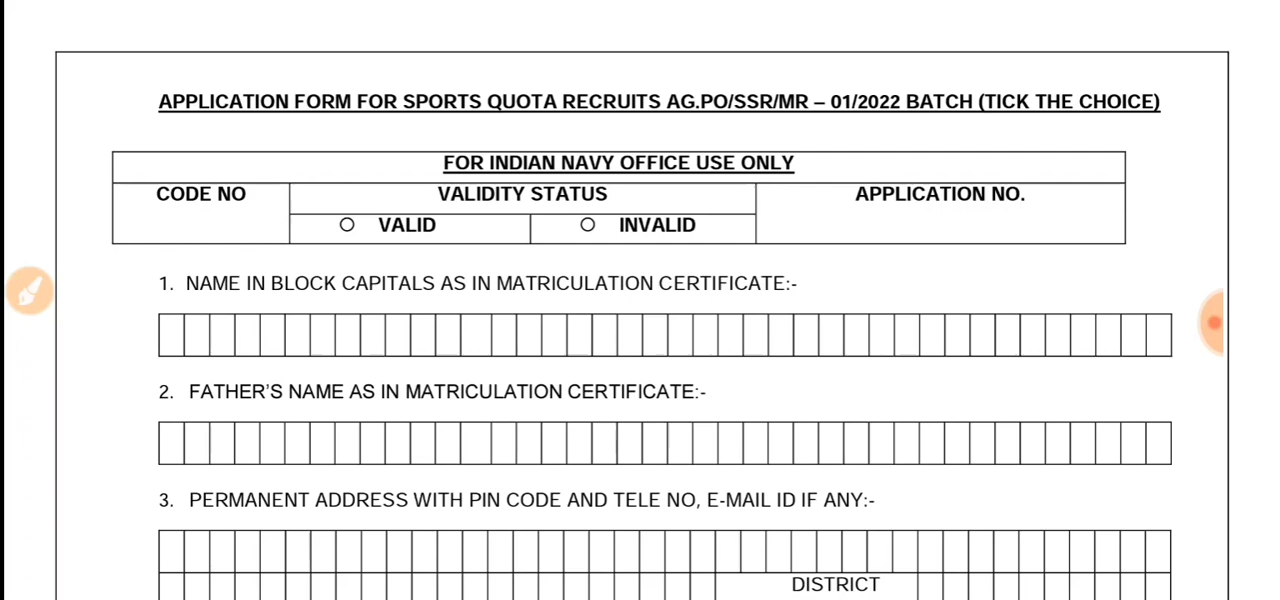 APPLICATION FORM FOR SPORTS QUOTA RECRUITS AG.PO/SSR/MR – 01/2022 BATCH (TICK THE CHOICE)
FOR INDIAN NAVY OFFICE USE ONLY
CODE NO VALIDITY STATUS APPLICATION NO.
VALID INVALID
1. NAME IN BLOCK CAPITALS AS IN MATRICULATION CERTIFICATE:-
2. FATHER'S NAME AS IN MATRICULATION CERTIFICATE:-
3. PERMANENT ADDRESS WITH PIN CODE AND TELE NO, E-MAIL ID IF ANY:-
DISTRICT